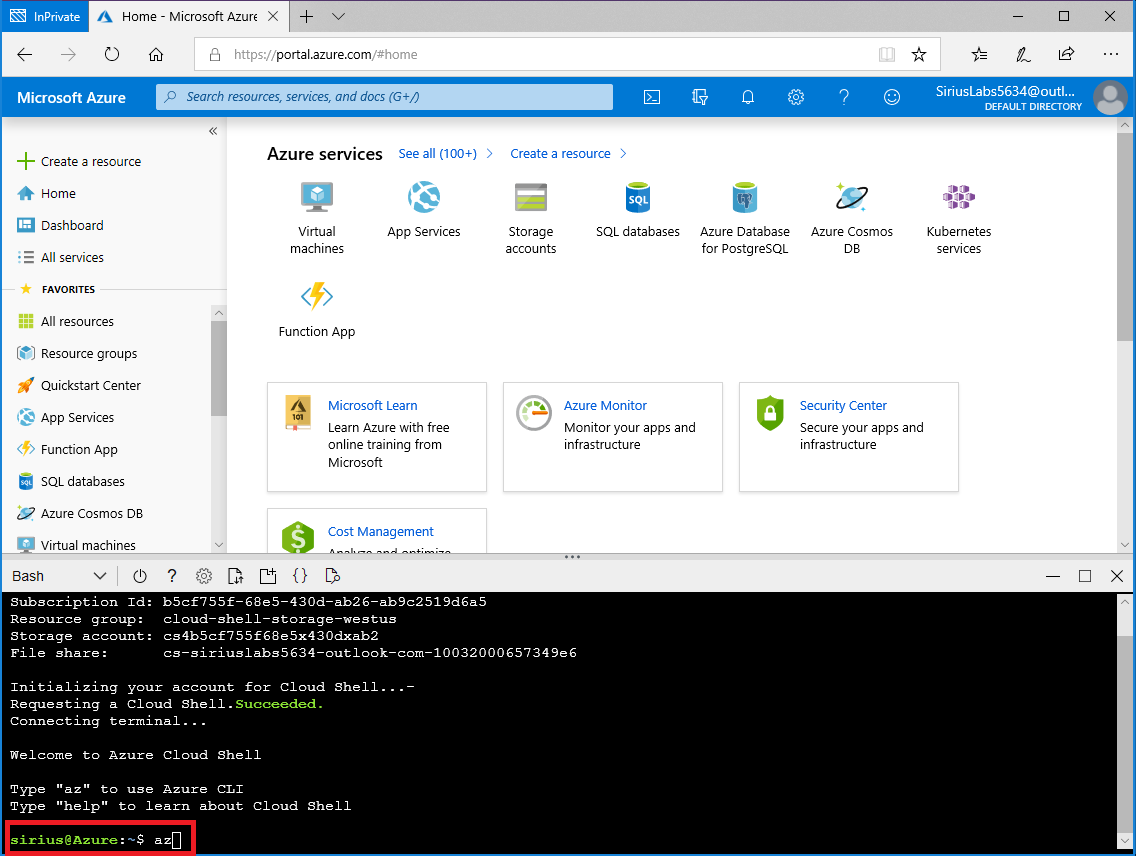 InPrivate
Home - Microsoft Azure
https://portal.azure.com/#home
Microsoft Azure
Search resources, services, and docs (G+/)
SiriusLabs5634@outl...
DEFAULT DIRECTORY
Create a resource
Home
Dashboard
All services
FAVORITES
All resources
Resource groups
Quickstart Center
App Services
Function App
SQL databases
Azure Cosmos DB
Virtual machines
Azure services See all (100+) Create a resource
Virtual
machines
App Services
Storage
accounts
SQL
SQL databases
Azure Database
for PostgreSQL
Azure Cosmos
DB
Kubernetes
services
Function App
101
Microsoft Learn
Learn Azure with free
online training from
Microsoft
Azure Monitor
Monitor your apps and
infrastructure
Security Center
Secure your apps and
infrastructure
Cost Management
Analyze and optimize
Bash
Subscription Id: b5cf755f-68e5-430d-ab26-ab9c2519d6a5
Resource group:  cloud-shell-storage-westus
Storage account: cs4b5cf755f68e5x430dxab2
File share:      cs-siriuslabs5634-outlook-com-10032000657349e6
Initializing your account for Cloud Shell...-
Requesting a Cloud Shell.Succeeded.
Connecting terminal...
Welcome to Azure Cloud Shell
Type "az" to use Azure CLI
Type "help" to learn about Cloud Shell
sirius@Azure:~$ az